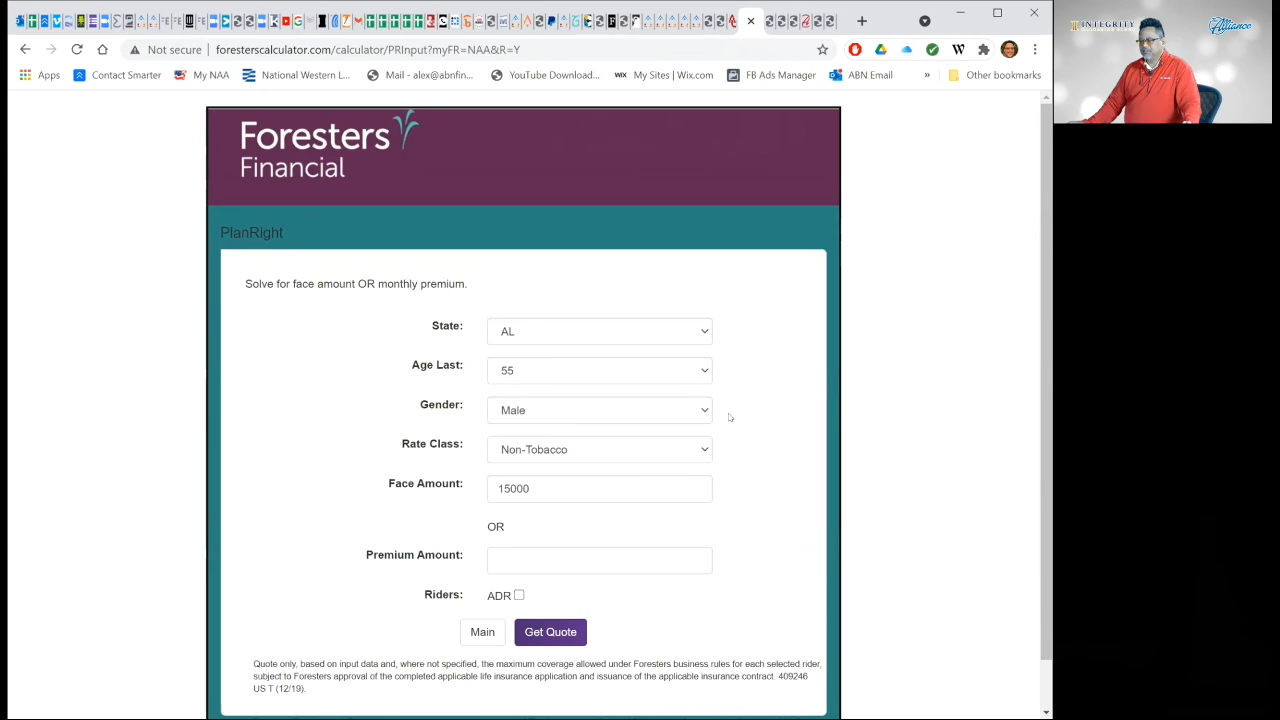 Not secure
foresterscalculator.com/calculator/PRInput?myFR=NAA&R=Y
Apps
Contact Smarter
My NAA
National Western L...
Mail - alex@abnfin...
YouTube Download...
WiX
My Sites | Wix.com
FB Ads Manager
ABN Email
»
Other bookmarks
INTEGRITY
Alliance
Foresters
Financial
PlanRight
Solve for face amount OR monthly premium.
State:
AL
Age Last:
55
Gender:
Male
Rate Class:
Non-Tobacco
Face Amount:
15000
OR
Premium Amount:
Riders:
ADR
Main
Get Quote
Quote only, based on input data and, where not specified, the maximum coverage allowed under Foresters business rules for each selected rider,
subject to Foresters approval of the completed applicable life insurance application and issuance of the applicable insurance contract. 409246
US T (12/19).